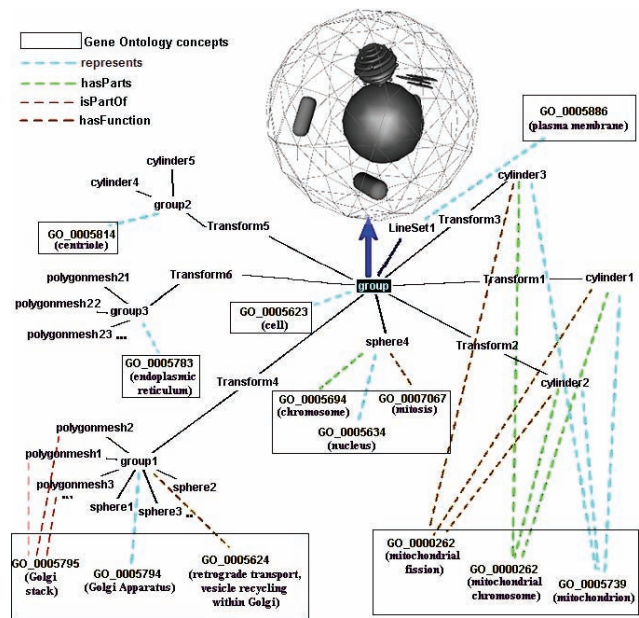 Gene Ontology concepts
represents
hasParts
isPartOf
hasFunction
GO_0005886
(plasma membrane)
cylinder5
cylinder4
group2
cylinder3
GO_0005814
(centriole)
Transform5
LineSet1
Transform3
polygonmesh21
Transform6
group
Transform1
cylinder1
polygonmesh22
group3
GO_0005623
(cell)
polygonmesh23 ...
sphere4
Transform2
GO_0005783
(endoplasmic
reticulum)
Transform4
cylinder2
GO_0005694
(chromosome)
GO_0007067
(mitosis)
GO_0005634
(nucleus)
polygonmesh2
polygonmesh1
group1
polygonmesh3
...
sphere2
sphere1
sphere3 ..
GO_0005795
(Golgi
stack)
GO_0005794
(Golgi Apparatus)
GO_0005624
(retrograde transport,
vesicle recycling
within Golgi)
GO_0000262
(mitochondrial
fission)
GO_0000262
(mitochondrial
chromosome)
GO_0005739
(mitochondrion)